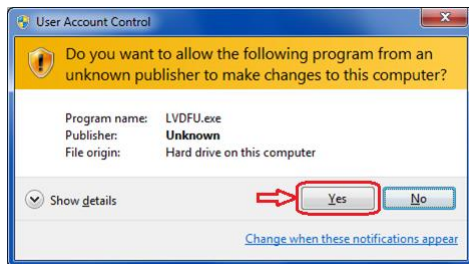 User Account Control
Do you want to allow the following program from an
unknown publisher to make changes to this computer?
Program name: LVDFU.exe
Publisher: Unknown
File origin: Hard drive on this computer
Show details
Yes
No
Change when these notifications appear